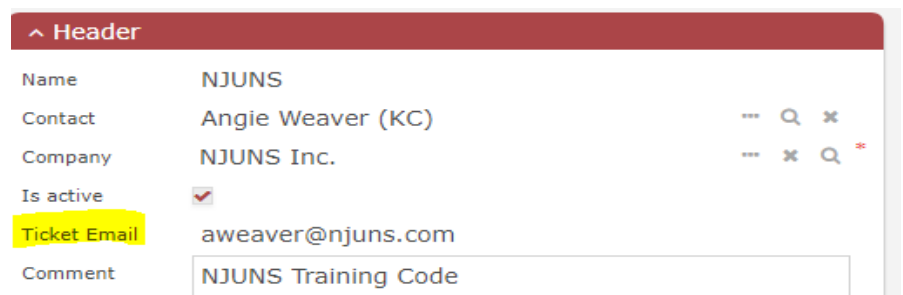 Header
Name NJUNS
Contact Angie Weaver (KC)
Company NJUNS Inc. *
Is active
Ticket Email aweaver@njuns.com
Comment NJUNS Training Code